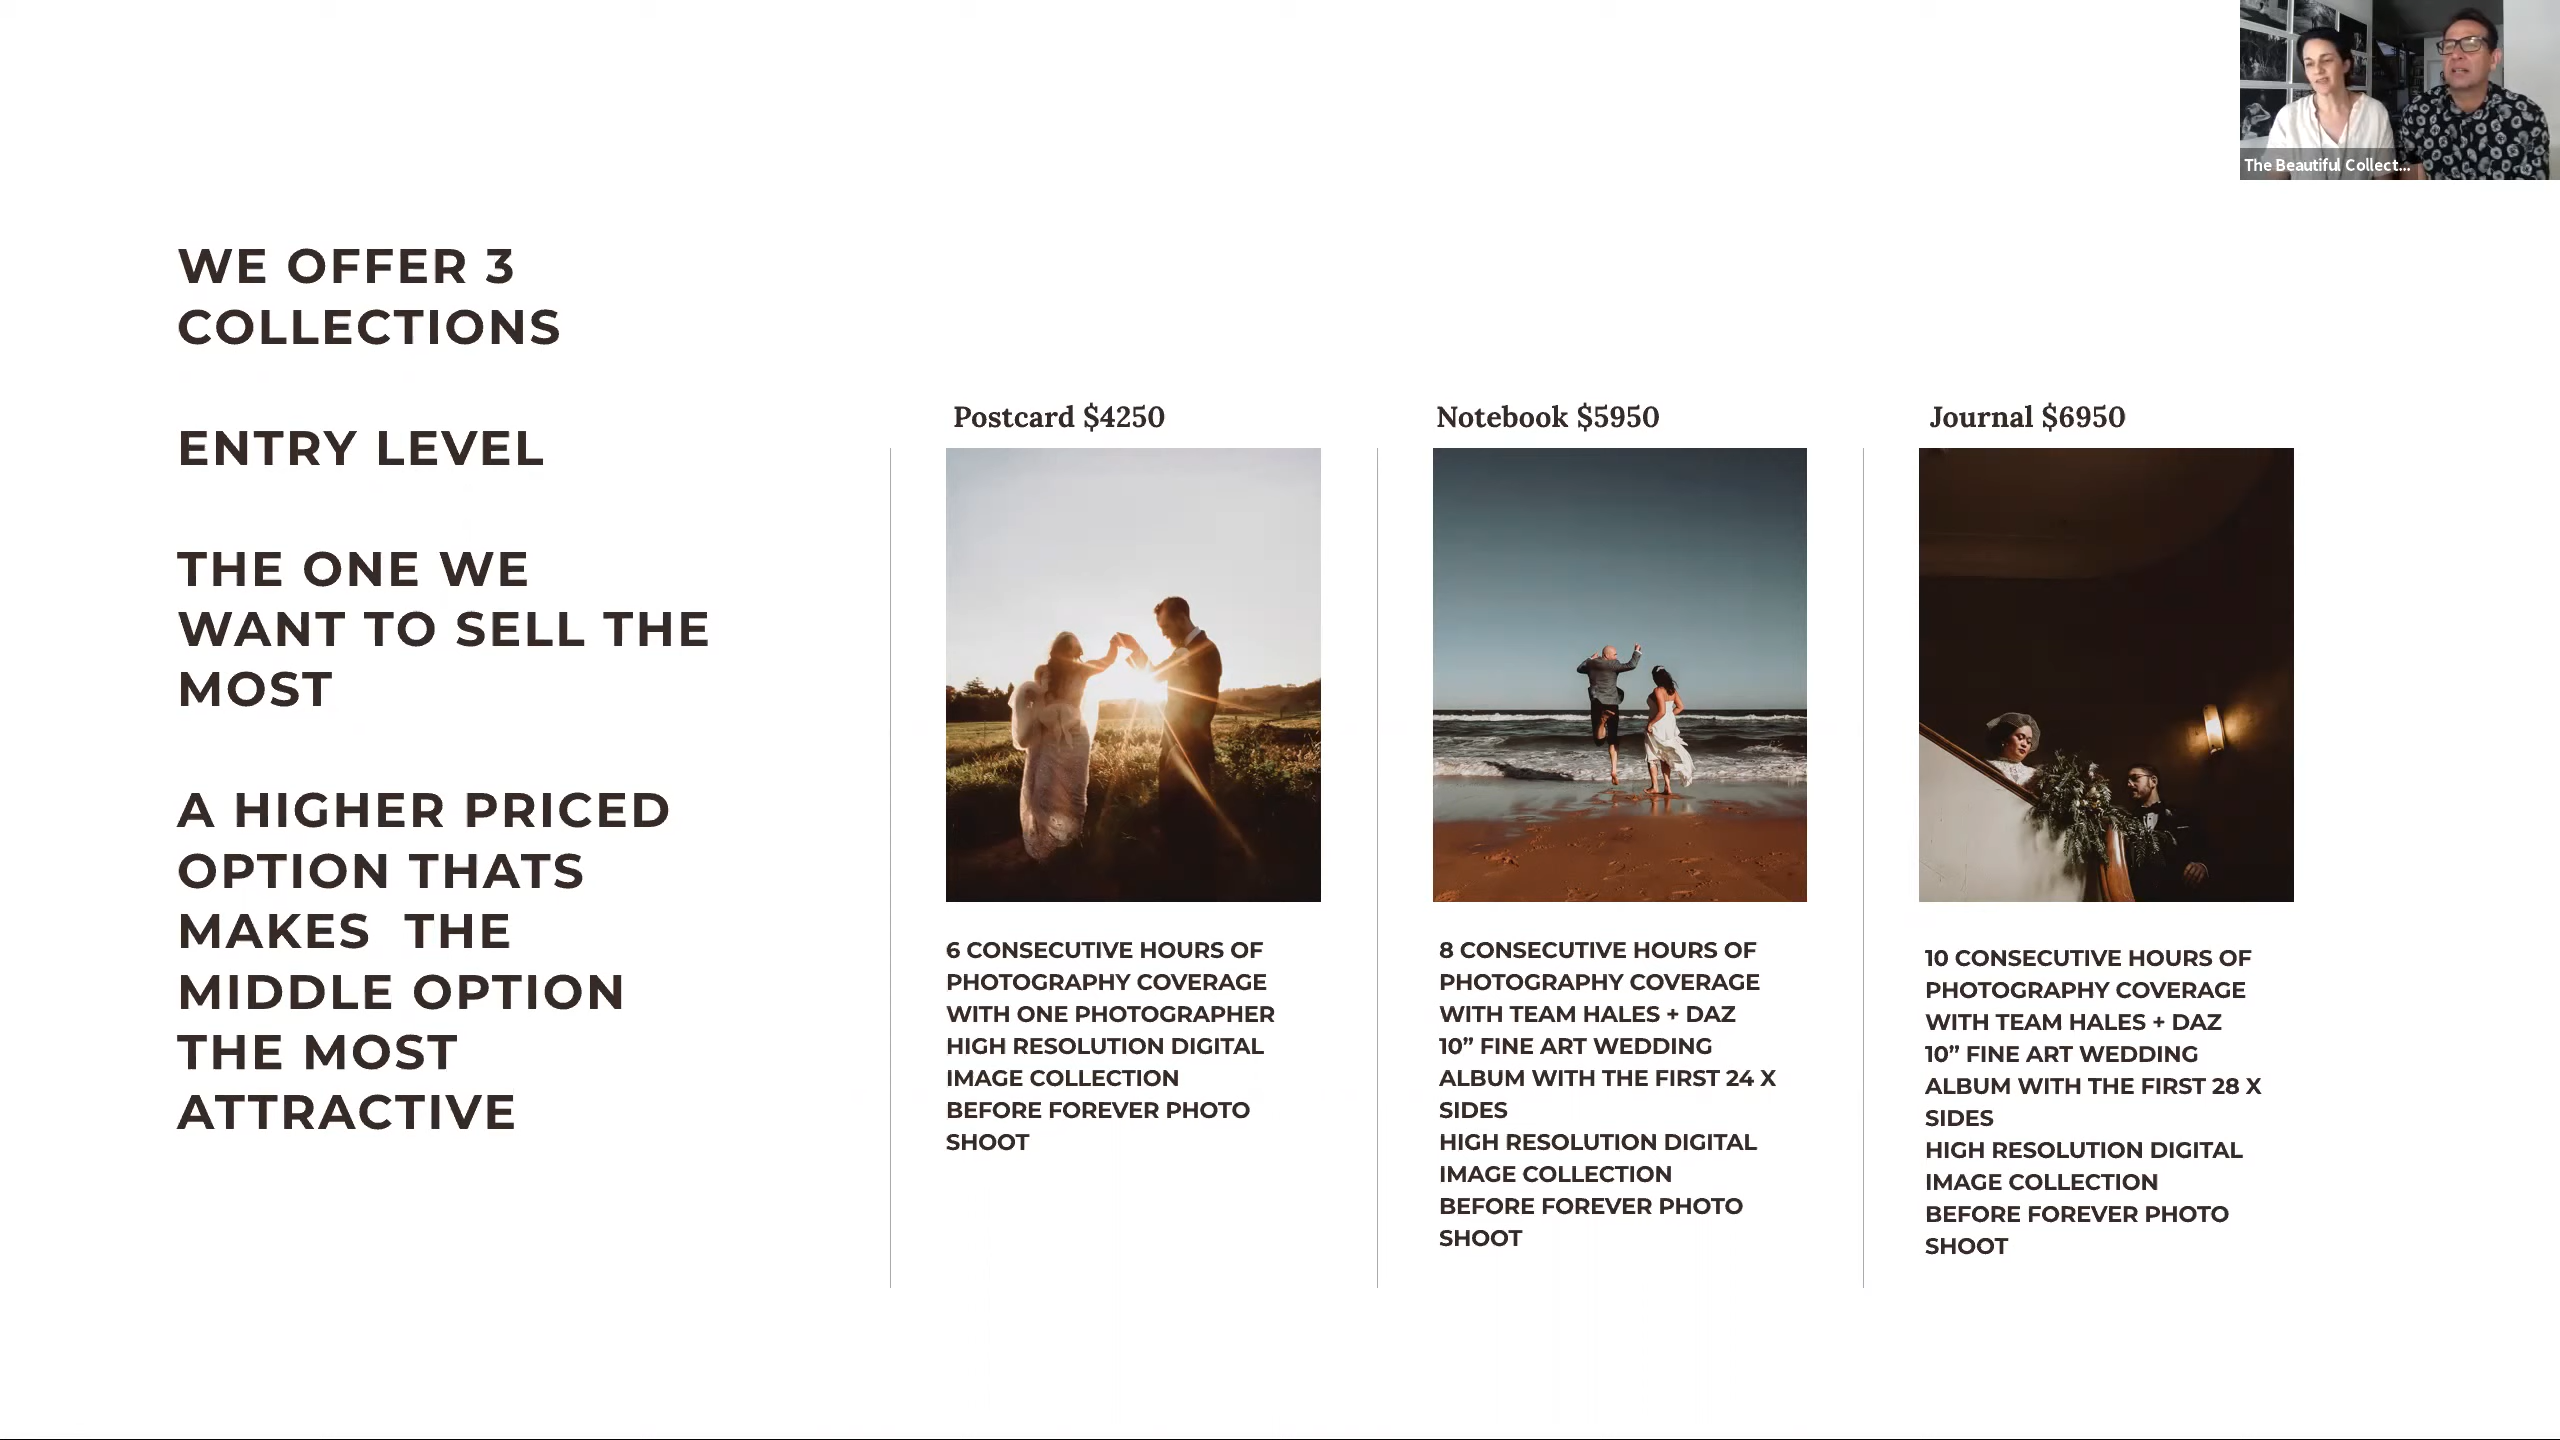 The Beautiful Collect...
WE OFFER 3
COLLECTIONS
ENTRY LEVEL
THE ONE WE
WANT TO SELL THE
MOST
A HIGHER PRICED
OPTION THATS
MAKES  THE
MIDDLE OPTION
THE MOST
ATTRACTIVE
Postcard $4250
6 CONSECUTIVE HOURS OF
PHOTOGRAPHY COVERAGE
WITH ONE PHOTOGRAPHER
HIGH RESOLUTION DIGITAL
IMAGE COLLECTION
BEFORE FOREVER PHOTO
SHOOT
Notebook $5950
8 CONSECUTIVE HOURS OF
PHOTOGRAPHY COVERAGE
WITH TEAM HALES + DAZ
10” FINE ART WEDDING
ALBUM WITH THE FIRST 24 X
SIDES
HIGH RESOLUTION DIGITAL
IMAGE COLLECTION
BEFORE FOREVER PHOTO
SHOOT
Journal $6950
10 CONSECUTIVE HOURS OF
PHOTOGRAPHY COVERAGE
WITH TEAM HALES + DAZ
10” FINE ART WEDDING
ALBUM WITH THE FIRST 28 X
SIDES
HIGH RESOLUTION DIGITAL
IMAGE COLLECTION
BEFORE FOREVER PHOTO
SHOOT